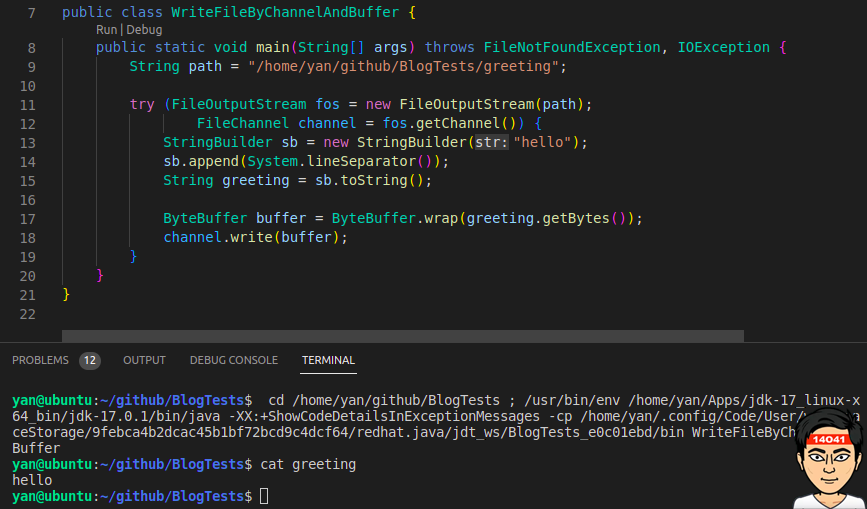 7 public class WriteFileByChannelAndBuffer {
Run | Debug
8 public static void main(String[] args) throws FileNotFoundException, IOException {
9 String path = "/home/yan/github/BlogTests/greeting";
10
11 try (FileOutputStream fos = new FileOutputStream(path);
12 FileChannel channel = fos.getChannel()) {
13 StringBuilder sb = new StringBuilder(str: "hello");
14 sb.append(System.lineSeparator());
15 String greeting = sb.toString();
16
17 ByteBuffer buffer = ByteBuffer.wrap(greeting.getBytes());
18 channel.write(buffer);
19 }
20 }
21 }
22
PROBLEMS 12 OUTPUT DEBUG CONSOLE TERMINAL
yan@ubuntu:~/github/BlogTests$ cd /home/yan/github/BlogTests ; /usr/bin/env /home/yan/Apps/jdk-17_linux-x
64_bin/jdk-17.0.1/bin/java -XX:+ShowCodeDetailsInExceptionMessages -cp /home/yan/.config/Code/User/
ceStorage/9febca4b2dcac45b1bf72bcd9c4dcf64/redhat.java/jdt_ws/BlogTests_e0c01ebd/bin
Buffer
yan@ubuntu:~/github/BlogTests$ cat greeting
hello
yan@ubuntu:~/github/BlogTests$
14041